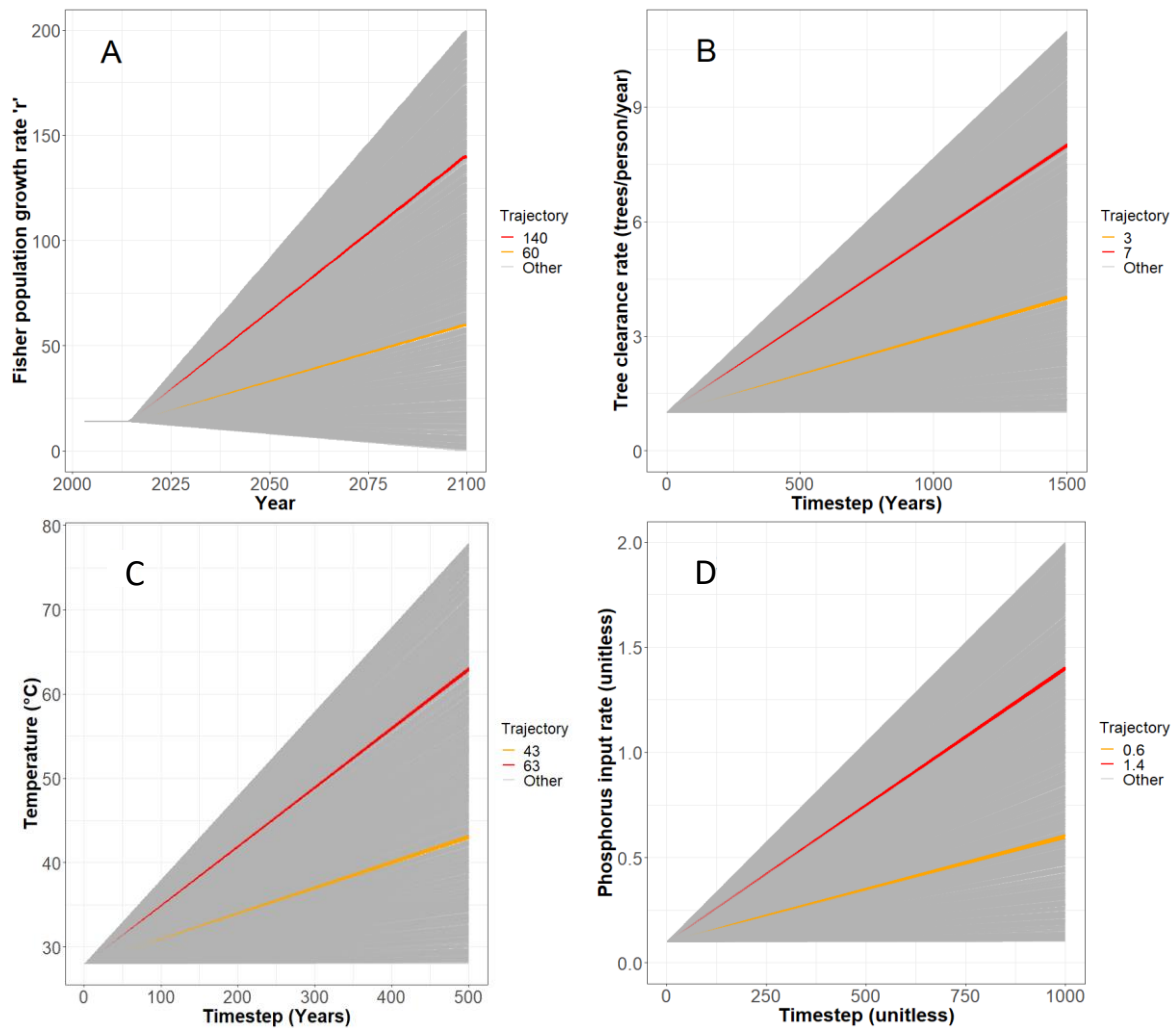 A
Fisher population growth rate 'r'
200
150
100
50
0
2000 2025 2050 2075 2100
Year
Trajectory
140
60
Other
B
Tree clearance rate (trees/person/year)
9
6
3
0
0 500 1000 1500
Timestep (Years)
Trajectory
3
7
Other
C
Temperature (°C)
80
70
60
50
40
30
0 100 200 300 400 500
Timestep (Years)
Trajectory
43
63
Other
D
Phosphorus input rate (unitless)
2.0
1.5
1.0
0.5
0.0
0 250 500 750 1000
Timestep (unitless)
Trajectory
0.6
1.4
Other